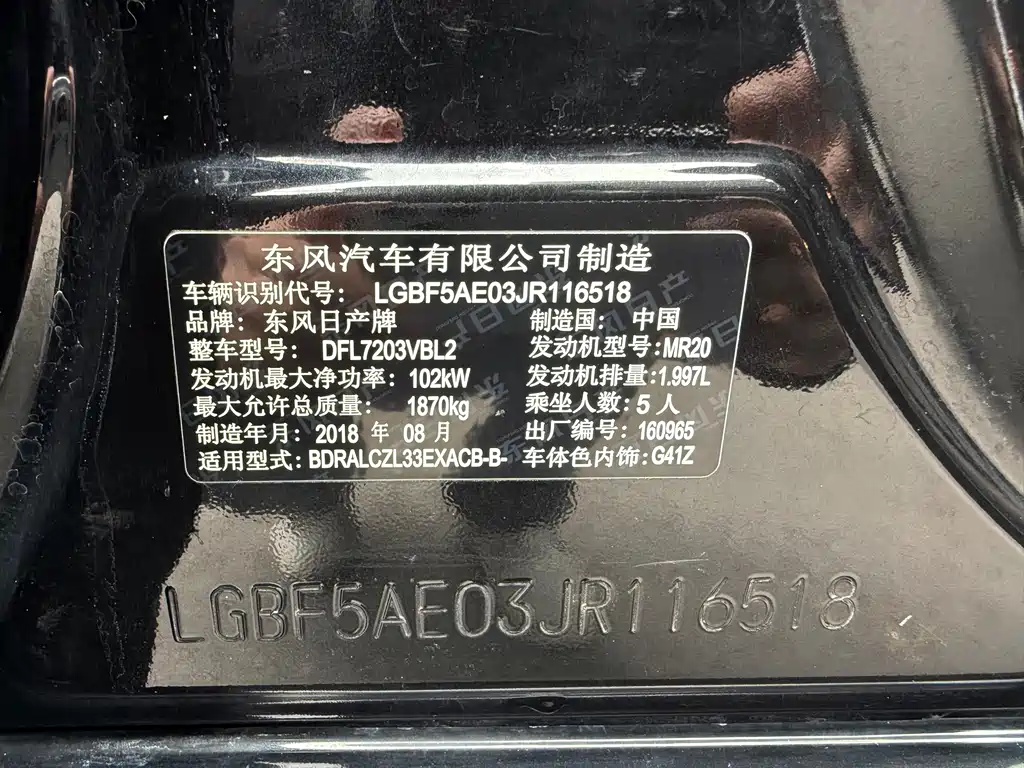 东风汽车有限公司制造
车辆识别代号： LGBF5AE03JR116518
品牌： 东风日产牌 制造国： 中国
整车型号： DFL7203VBL2 发动机型号：MR20
发动机最大净功率： 102kW 发动机排量：1.997L
最大允许总质量： 1870kg 乘坐人数：5 人
制造年月： 2018 年 08 月 出厂编号： 160965
适用型式：BDRALCZL33EXACB-B- 车体色内饰：G41Z
LGBF5AE03JR116518